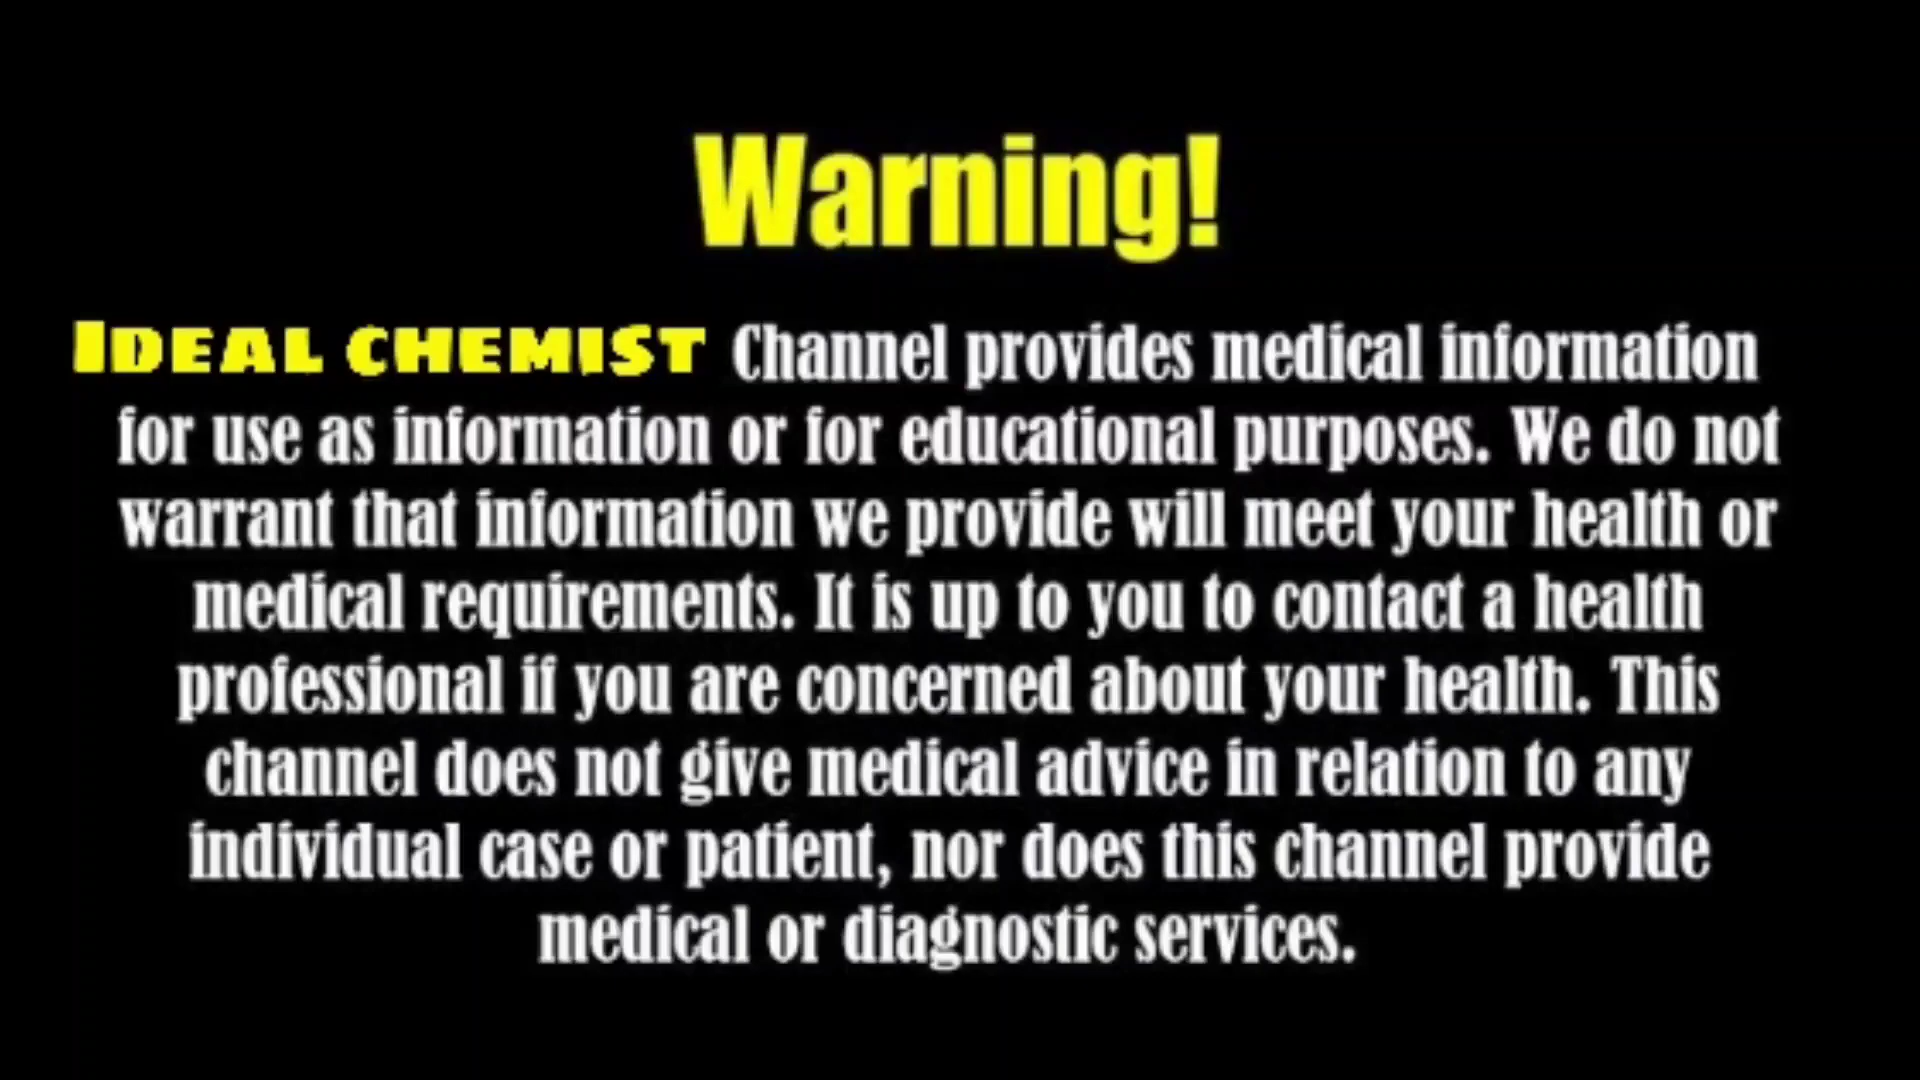 Warning!
IDEAL CHEMIST Channel provides medical information
for use as information or for educational purposes. We do not
warrant that information we provide will meet your health or
medical requirements. It is up to you to contact a health
professional if you are concerned about your health. This
channel does not give medical advice in relation to any
individual case or patient, nor does this channel provide
medical or diagnostic services.